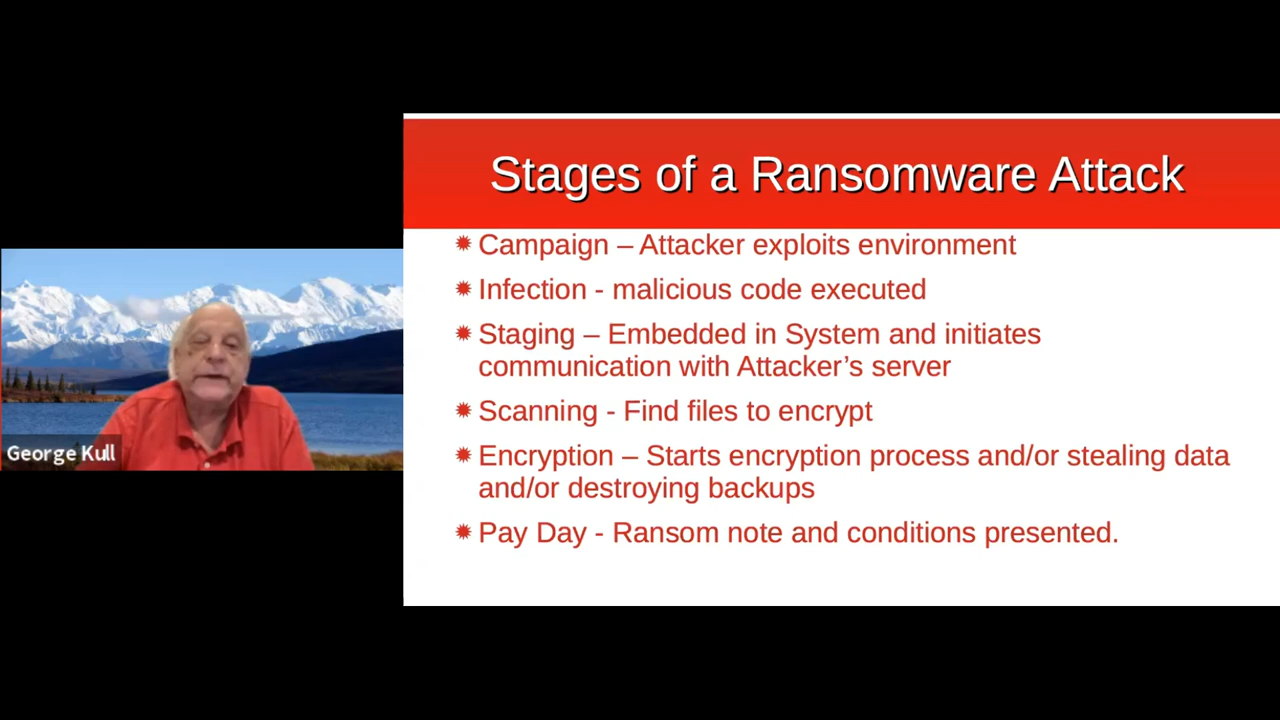 Stages of a Ransomware Attack
Campaign – Attacker exploits environment
Infection - malicious code executed
Staging – Embedded in System and initiates
communication with Attacker’s server
Scanning - Find files to encrypt
Encryption – Starts encryption process and/or stealing data
and/or destroying backups
Pay Day - Ransom note and conditions presented.
George Kull